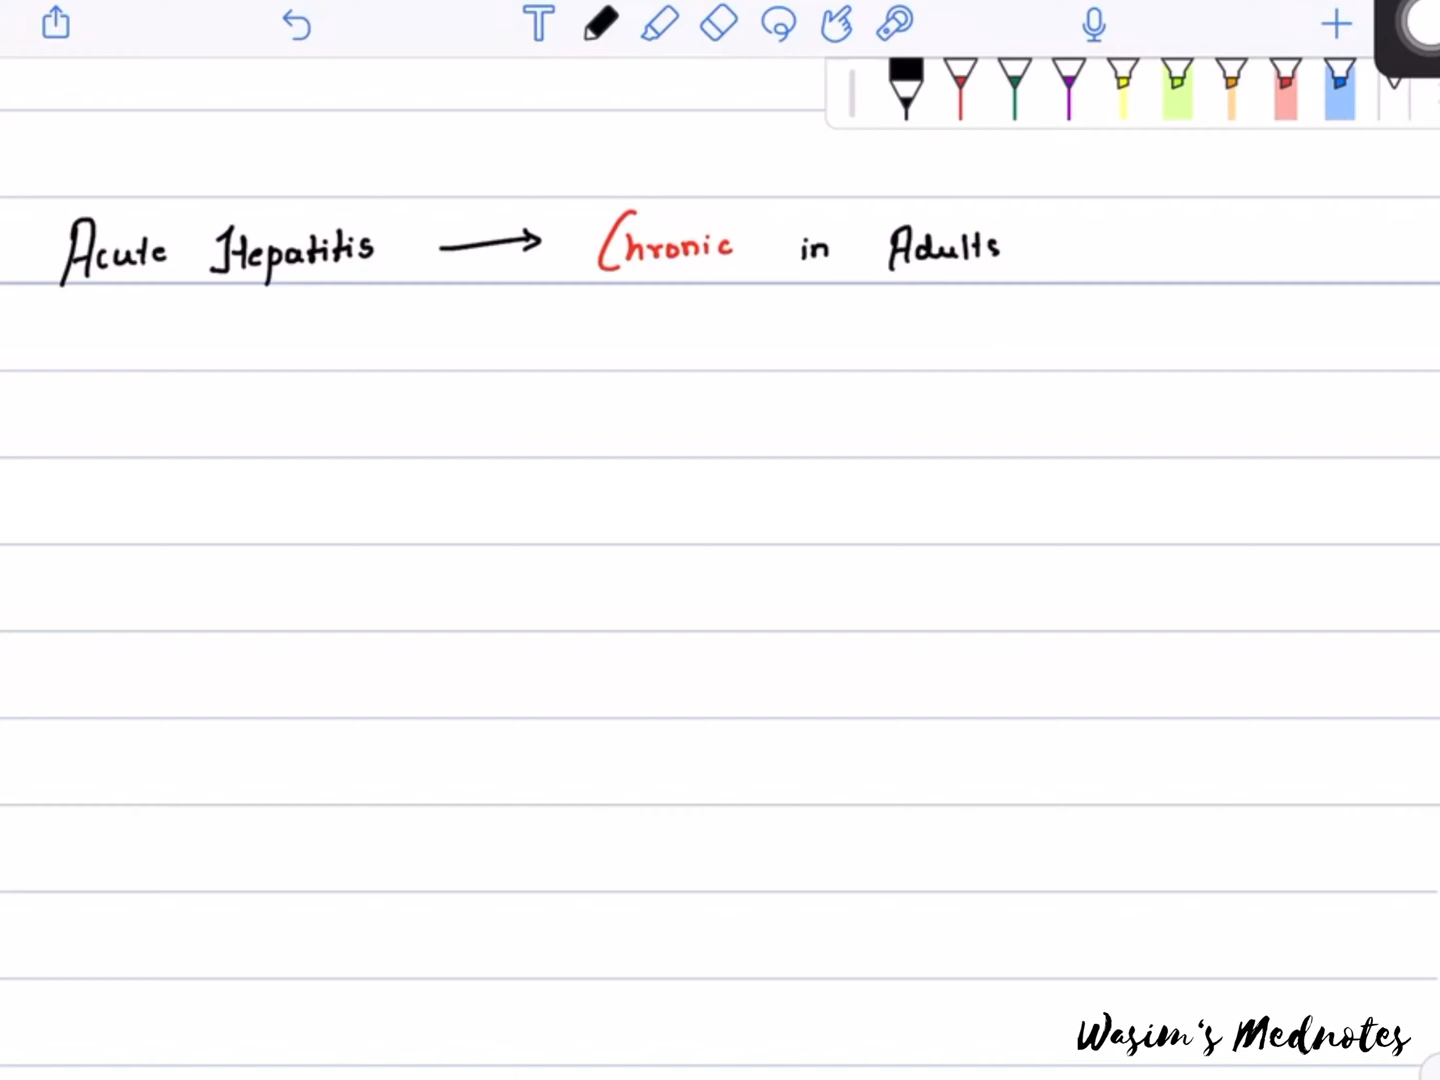 Acute Hepatitis → Chronic in Adults
Wasim's Mednotes